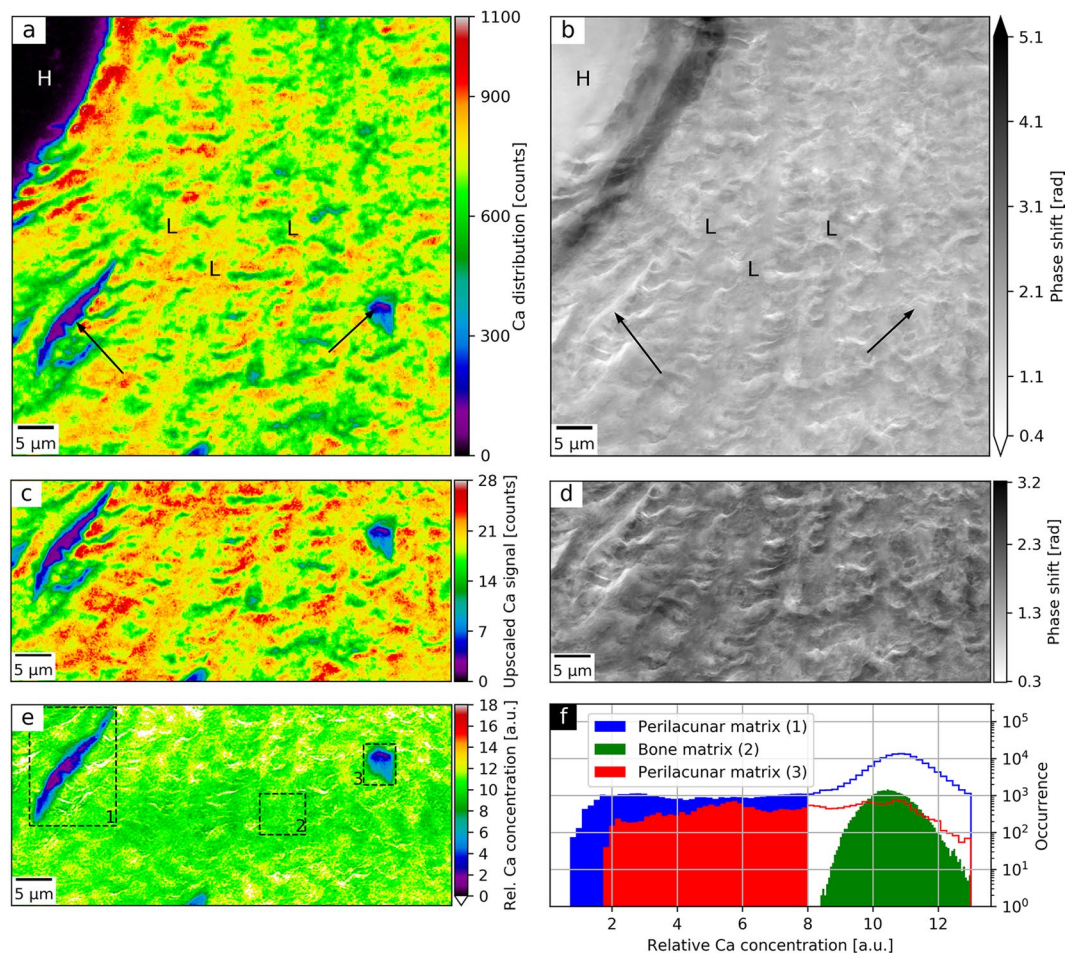 a
H
L
L
L
5 µm
1100
900
600
300
0
Ca distribution [counts]
b
H
L
L
L
5 µm
5.1
4.1
3.1
2.1
1.1
0.4
Phase shift [rad]
c
5 µm
28
21
14
7
0
Upscaled Ca signal [counts]
d
5 µm
3.2
2.3
1.3
0.3
Phase shift [rad]
e
1
2
3
5 µm
18
16
14
12
10
8
6
4
2
0
Rel. Ca concentration [a.u.]
f
Perilacunar matrix (1)
Bone matrix (2)
Perilacunar matrix (3)
10⁵
10⁴
10³
10²
10¹
10⁰
Occurrence
2 4 6 8 10 12
Relative Ca concentration [a.u.]